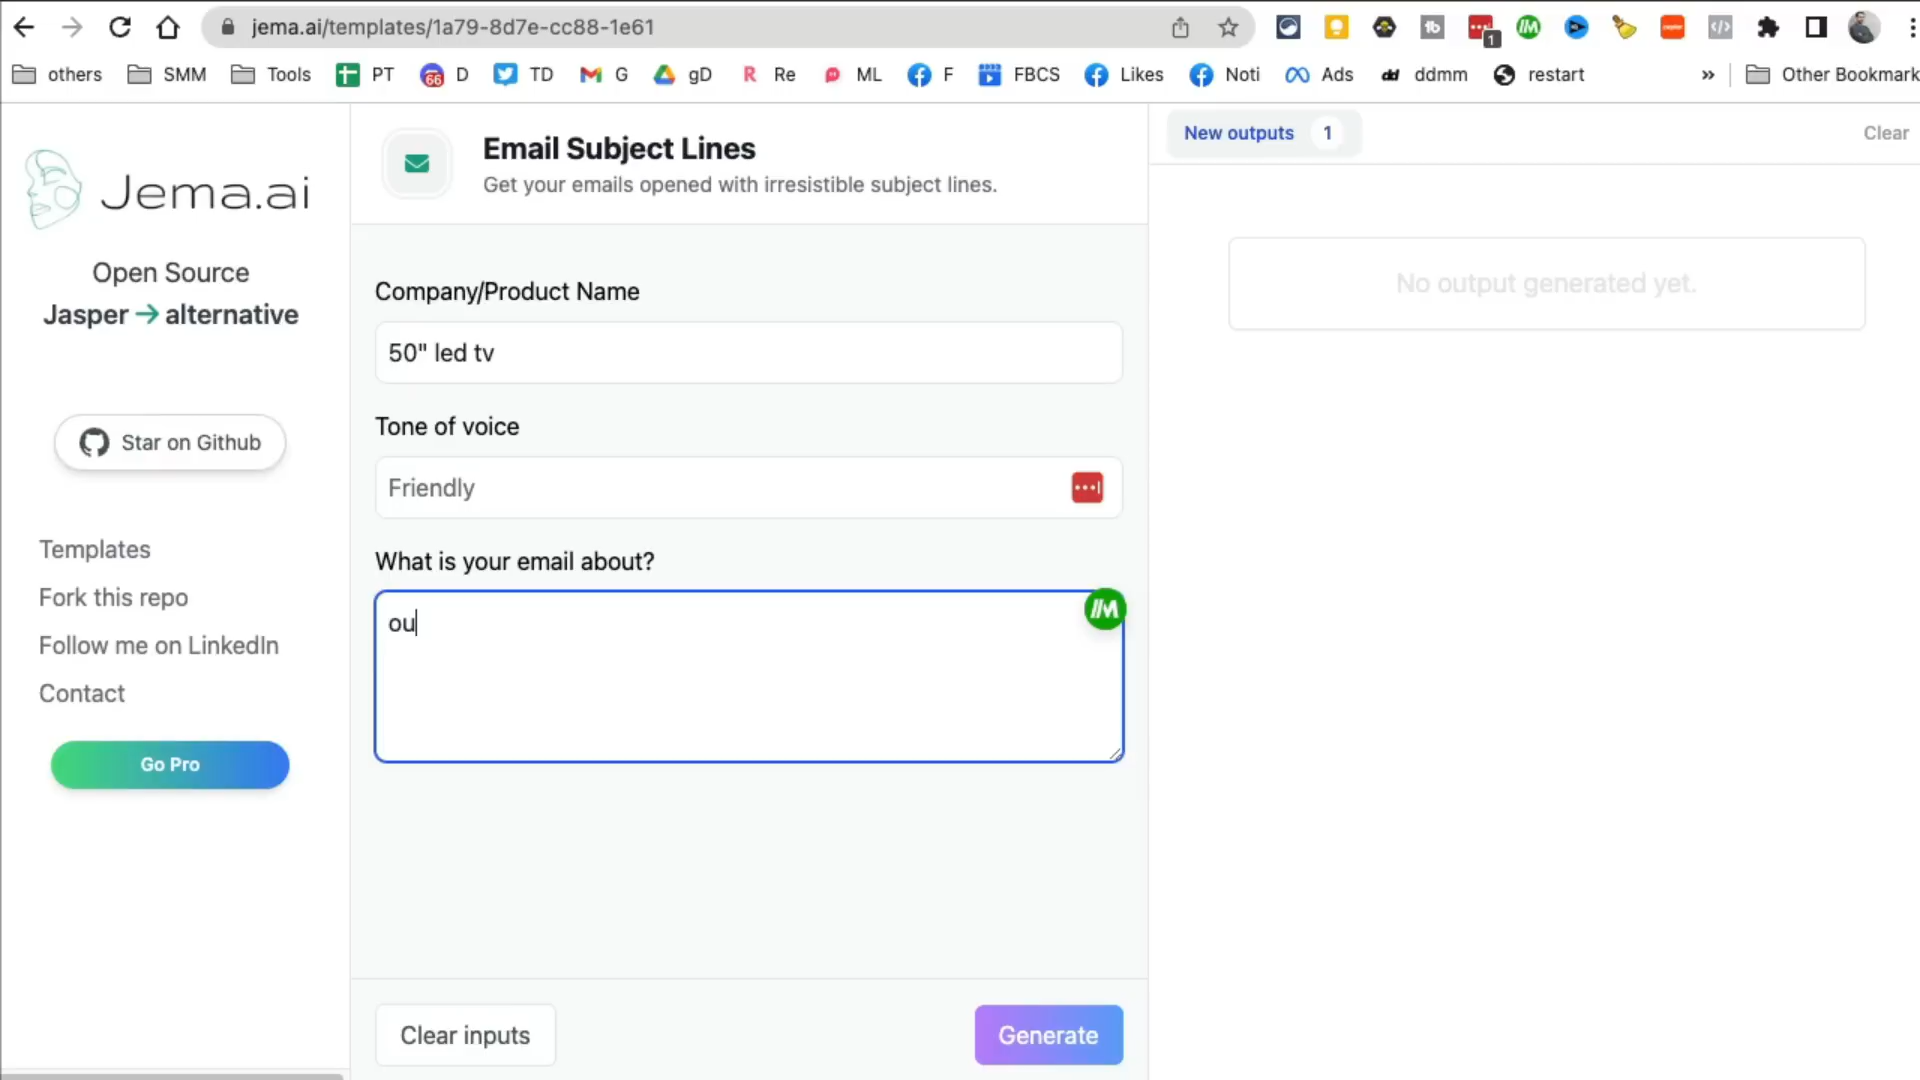 jema.ai/templates/1a79-8d7e-cc88-1e61
1
others
SMM
Tools
PT
66
D
TD
G
gD
R
Re
ML
F
FBCS
Likes
Noti
Ads
dd
ddmm
restart
»
Other Bookmark
Jema.ai
Open Source
Jasper → alternative
Star on Github
Templates
Fork this repo
Follow me on LinkedIn
Contact
Go Pro
Email Subject Lines
Get your emails opened with irresistible subject lines.
Company/Product Name
50" led tv
Tone of voice
Friendly
What is your email about?
ou
Clear inputs
Generate
New outputs 1
Clear
No output generated yet.